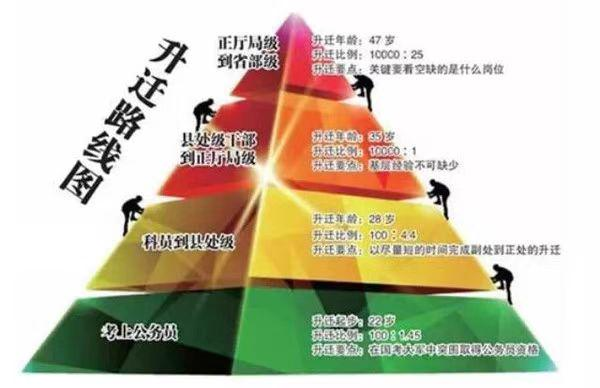 升迁路线图
正厅局级
到省部级
升迁年龄：47 岁
升迁比例：10000：25
升迁要点：关键要看空缺的是什么岗位
县处级干部
到正厅局级
升迁年龄：35 岁
升迁比例：10000：1
升迁要点：基层经验不可缺少
科员到县处级
升迁年龄：28 岁
升迁比例：100：4.4
升迁要点：以尽量短的时间完成副处到正处的升迁
考上公务员
升迁起步：22 岁
升迁比例：100：1.45
升迁要点：在国考大军中突围取得公务员资格